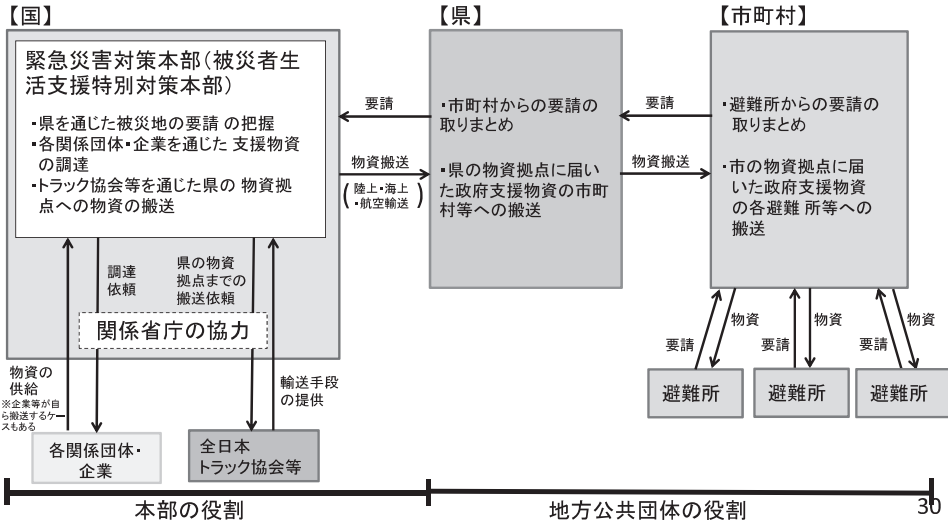 【国】
緊急災害対策本部(被災者生
活支援特別対策本部)
・県を通じた被災地の要請 の把握
・各関係団体・企業を通じた 支援物資
の調達
・トラック協会等を通じた県の 物資拠
点への物資の搬送
調達
依頼
県の物資
拠点までの
搬送依頼
関係省庁の協力
物資の
供給
※企業等が自
ら搬送するケー
スもある
輸送手段
の提供
各関係団体・
企業
全日本
トラック協会等
要請
物資搬送
(陸上・海上
・航空輸送)
【県】
・市町村からの要請の
取りまとめ
・県の物資拠点に届い
た政府支援物資の市町
村等への搬送
要請
物資搬送
【市町村】
・避難所からの要請の
取りまとめ
・市の物資拠点に届
いた政府支援物資
の各避難 所等への
搬送
要請
物資
要請
物資
要請
物資
避難所
避難所
避難所
本部の役割
地方公共団体の役割
30